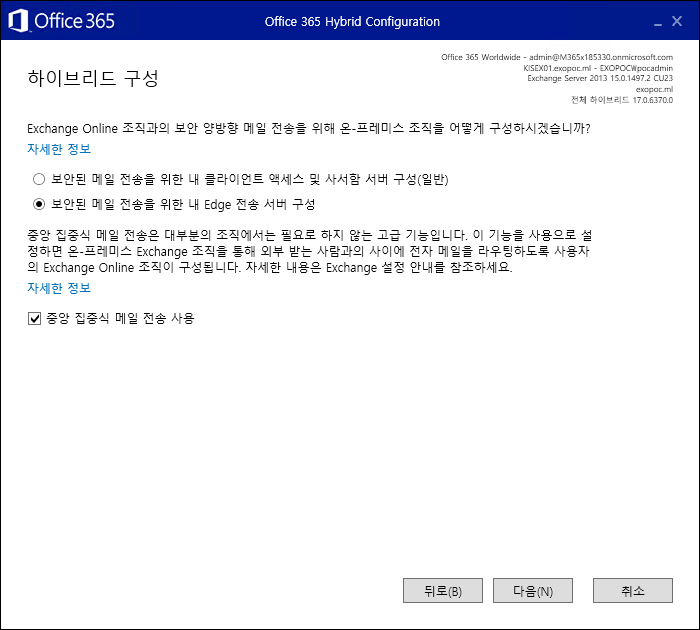 Office 365
Office 365 Hybrid Configuration
하이브리드 구성
Office 365 Worldwide - admin@M365x185330.onmicrosoft.com
KISEX01.exopoc.ml - EXOPOC₩pocadmin
Exchange Server 2013 15.0.1497.2 CU23
exopoc.ml
전체 하이브리드 17.0.6370.0
Exchange Online 조직과의 보안 양방향 메일 전송을 위해 온-프레미스 조직을 어떻게 구성하시겠습니까?
자세한 정보
보안된 메일 전송을 위한 내 클라이언트 액세스 및 사서함 서버 구성(일반)
보안된 메일 전송을 위한 내 Edge 전송 서버 구성
중앙 집중식 메일 전송은 대부분의 조직에서는 필요로 하지 않는 고급 기능입니다. 이 기능을 사용으로 설
정하면 온-프레미스 Exchange 조직을 통해 외부 받는 사람과의 사이에 전자 메일을 라우팅하도록 사용자
의 Exchange Online 조직이 구성됩니다. 자세한 내용은 Exchange 설정 안내를 참조하세요.
자세한 정보
중앙 집중식 메일 전송 사용
뒤로(B)
다음(N)
취소